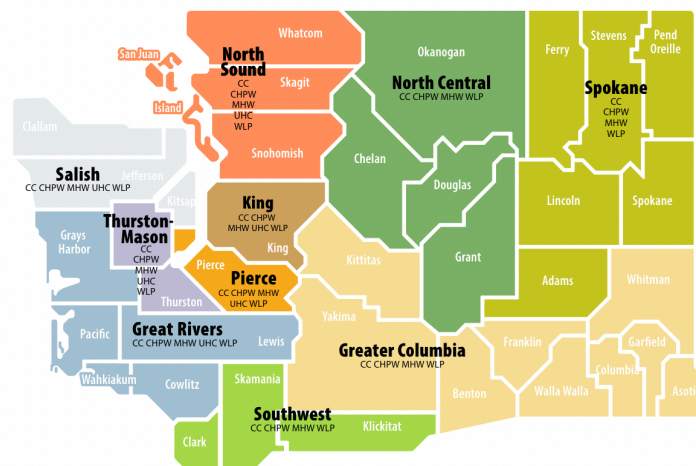 Whatcom
San Juan
North
Sound
CC
CHPW
MHW
UHC
WLP
Skagit
Island
Snohomish
Okanogan
North Central
CC CHPW MHW WLP
Chelan
Douglas
Grant
Ferry
Stevens
Pend
Oreille
Spokane
CC
CHPW
MHW
WLP
Lincoln
Spokane
Adams
Clallam
Salish
Jefferson
CC CHPW MHW UHC WLP
Kitsap
King
CC CHPW
MHW UHC WLP
King
Thurston-
Mason
CC
CHPW
MHW
UHC
WLP
Thurston
Grays
Harbor
Pierce
Pierce
CC CHPW MHW
UHC WLP
Kittitas
Yakima
Whitman
Pacific
Great Rivers
CC CHPW MHW UHC WLP
Lewis
Wahkiakum
Cowlitz
Greater Columbia
CC CHPW MHW WLP
Franklin
Garfield
Columbia
Benton
Walla Walla
Asoti
Skamania
Southwest
CC CHPW MHW WLP
Klickitat
Clark